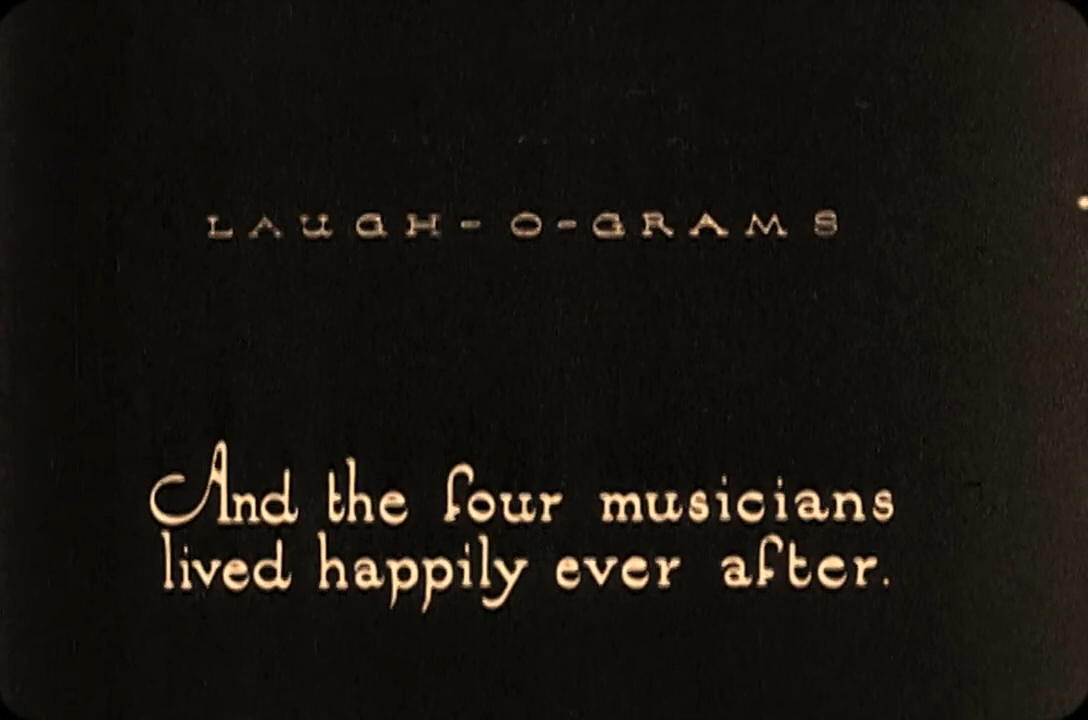 LAUGH-O-GRAMS
And the four musicians
lived happily ever after.